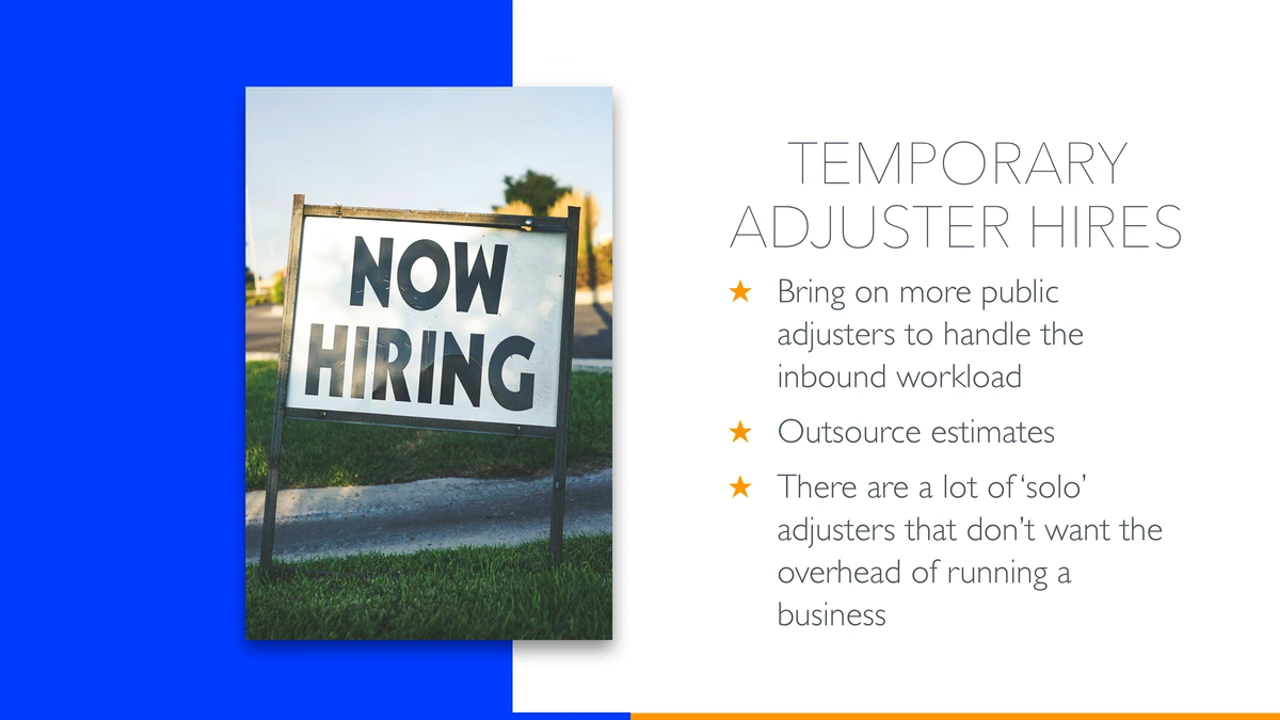 NOW
HIRING
TEMPORARY
ADJUSTER HIRES
Bring on more public
adjusters to handle the
inbound workload
Outsource estimates
There are a lot of ‘solo’
adjusters that don’t want the
overhead of running a
business